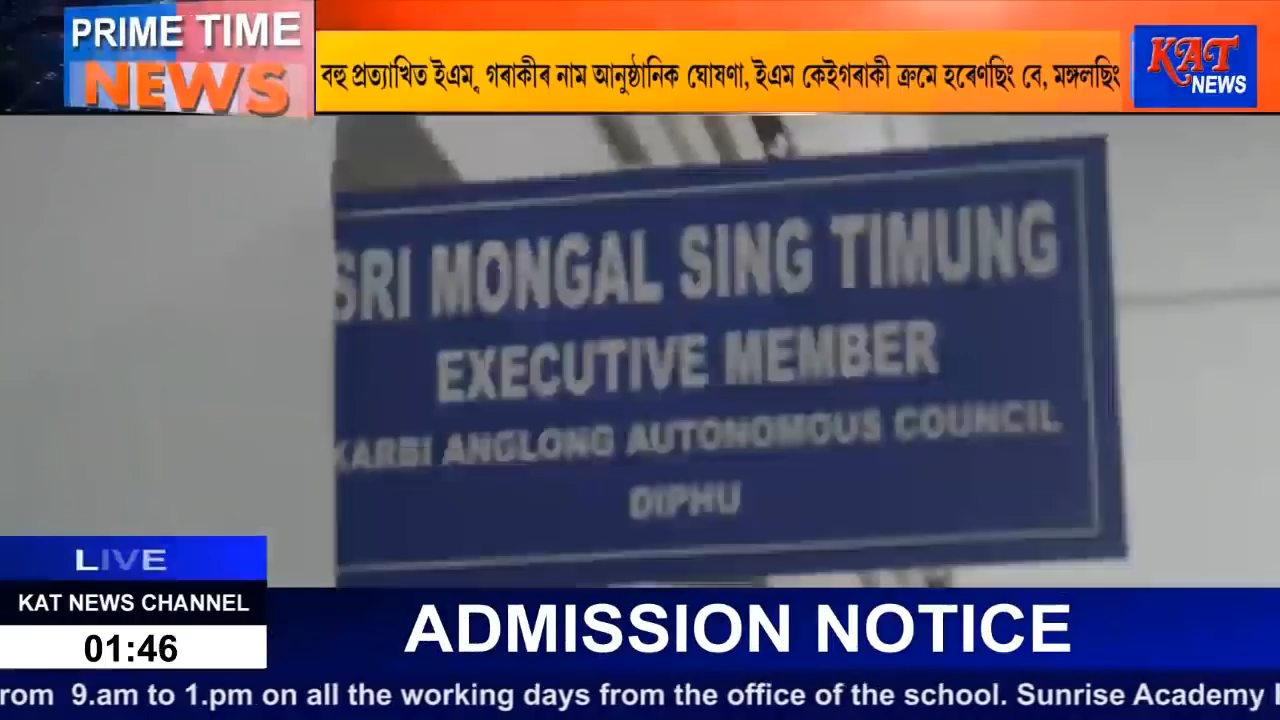 PRIME TIME
NEWS
বহু প্ৰত্যাখিত ইএম্ গৰাকীৰ নাম আনুষ্ঠানিক ঘোষণা, ইএম কেইগৰাকী ক্ৰমে হৰেণছিং বে, মঙ্গলছিং
KAT
NEWS
SRI MONGAL SING TIMUNG
EXECUTIVE MEMBER
KARBI ANGLONG AUTONOMOUS COUNCIL
DIPHU
LIVE
KAT NEWS CHANNEL
01:46
ADMISSION NOTICE
rom 9.am to 1.pm on all the working days from the office of the school. Sunrise Academy